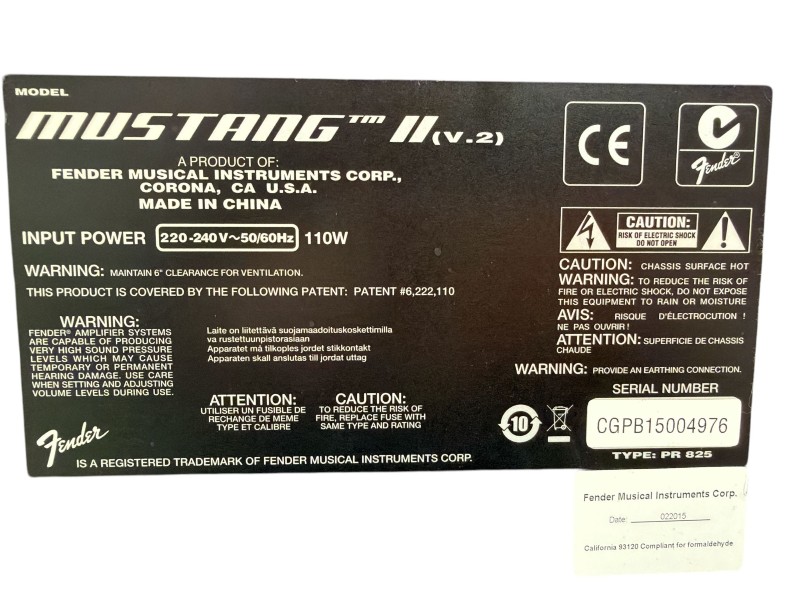 MODEL
MUSTANG™ II (V.2)
A PRODUCT OF:
FENDER MUSICAL INSTRUMENTS CORP.,
CORONA, CA U.S.A.
MADE IN CHINA
INPUT POWER 220-240V~50/60Hz 110W
WARNING: MAINTAIN 6" CLEARANCE FOR VENTILATION.
THIS PRODUCT IS COVERED BY THE FOLLOWING PATENT: PATENT #6,222,110
WARNING:
FENDER® AMPLIFIER SYSTEMS
ARE CAPABLE OF PRODUCING
VERY HIGH SOUND PRESSURE
LEVELS WHICH MAY CAUSE
TEMPORARY OR PERMANENT
HEARING DAMAGE. USE CARE
WHEN SETTING AND ADJUSTING
VOLUME LEVELS DURING USE.
Laite on liitettävä suojamaadoituskoskettimilla
va rustettuunpistorasiaan
Apparatet må tilkoples jordet stikkontakt
Apparaten skall anslutas till jordat uttag
ATTENTION:
UTILISER UN FUSIBLE DE
RECHANGE DE MEME
TYPE ET CALIBRE
CAUTION:
TO REDUCE THE RISK OF
FIRE, REPLACE FUSE WITH
SAME TYPE AND RATING
Fender
IS A REGISTERED TRADEMARK OF FENDER MUSICAL INSTRUMENTS CORP.
CE
Fender®
CAUTION:
RISK OF ELECTRIC SHOCK
DO NOT OPEN
CAUTION: CHASSIS SURFACE HOT
WARNING: TO REDUCE THE RISK OF
FIRE OR ELECTRIC SHOCK, DO NOT EXPOSE
THIS EQUIPMENT TO RAIN OR MOISTURE
AVIS: RISQUE D'ÉLECTROCUTION !
NE PAS OUVRIR !
ATTENTION: SUPERFICIE DE CHASSIS
CHAUDE
WARNING: PROVIDE AN EARTHING CONNECTION.
SERIAL NUMBER
10
CGPB15004976
TYPE: PR 825
Fender Musical Instruments Corp.
Date: 022015
California 93120 Compliant for formaldehyde